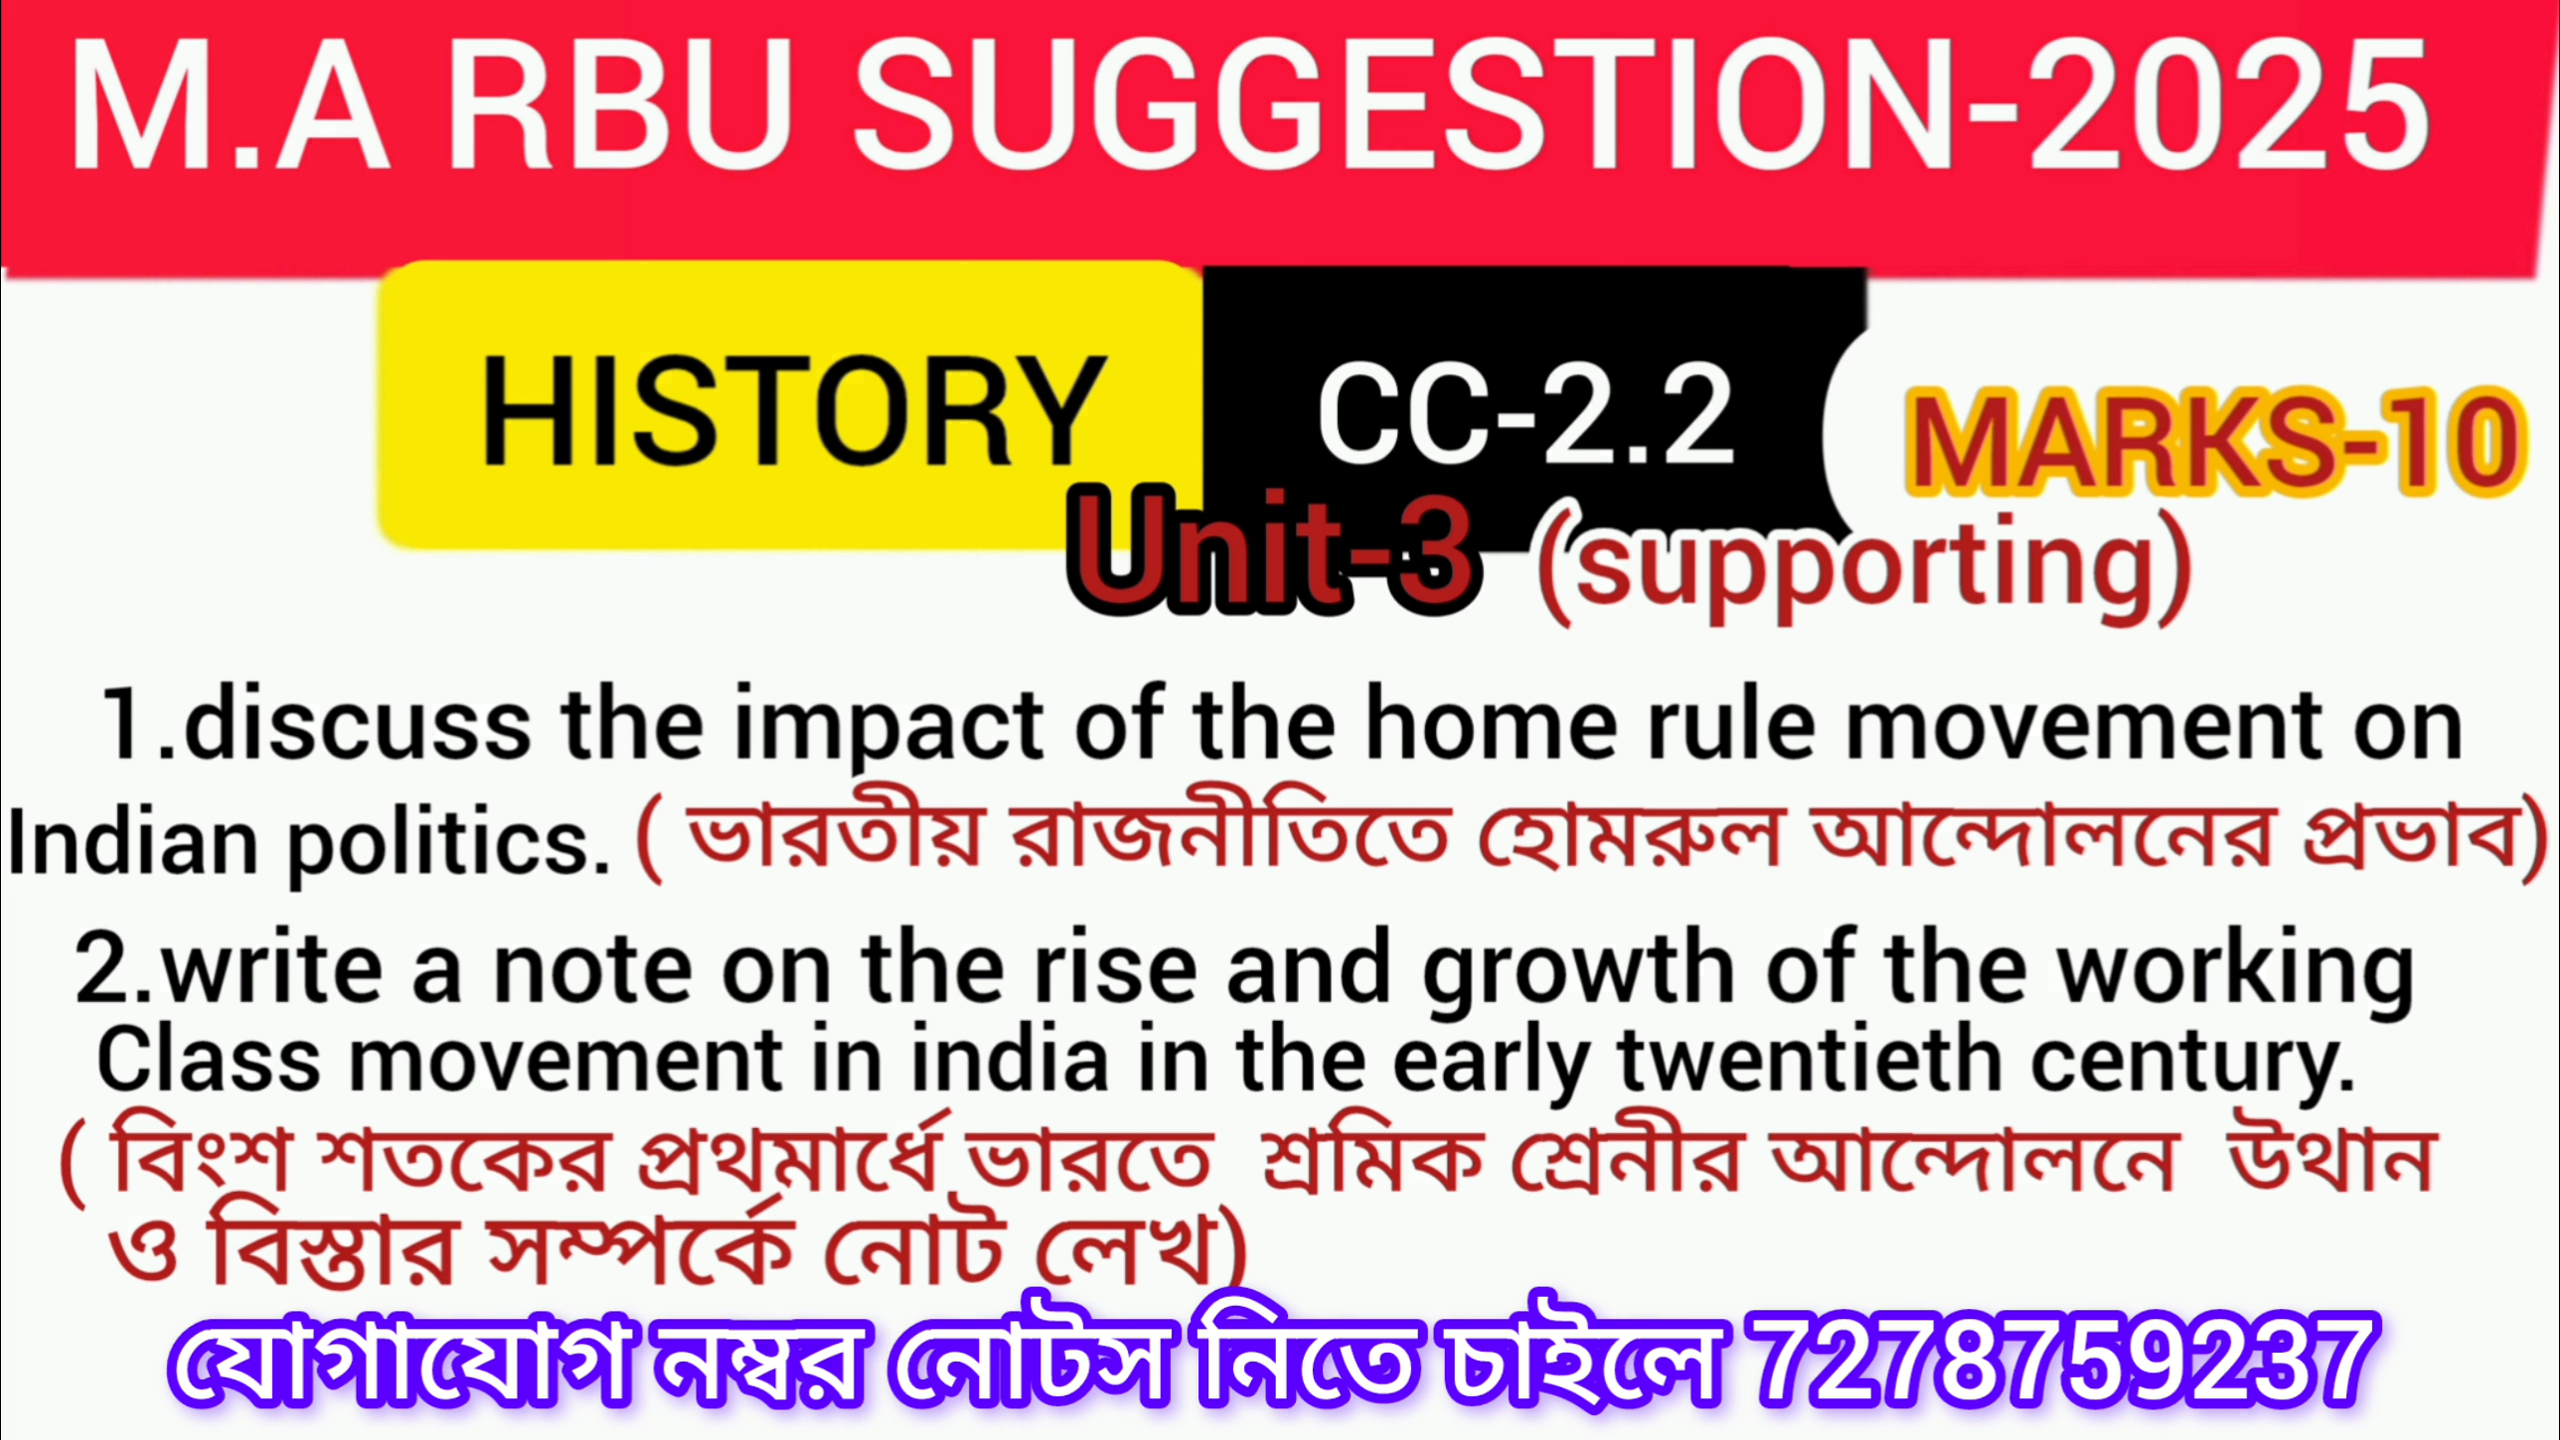 M.A RBU SUGGESTION-2025
HISTORY
CC-2.2
MARKS-10
Unit-3 (supporting)
1.discuss the impact of the home rule movement on
Indian politics. ( ভারতীয় রাজনীতিতে হোমরুল আন্দোলনের প্রভাব)
2.write a note on the rise and growth of the working
Class movement in india in the early twentieth century.
( বিংশ শতকের প্রথমার্ধে ভারতে শ্রমিক শ্রেনীর আন্দোলনে উথান
ও বিস্তার সম্পর্কে নোট লেখ)
যোগাযোগ নম্বর নোটস নিতে চাইলে 7278759237